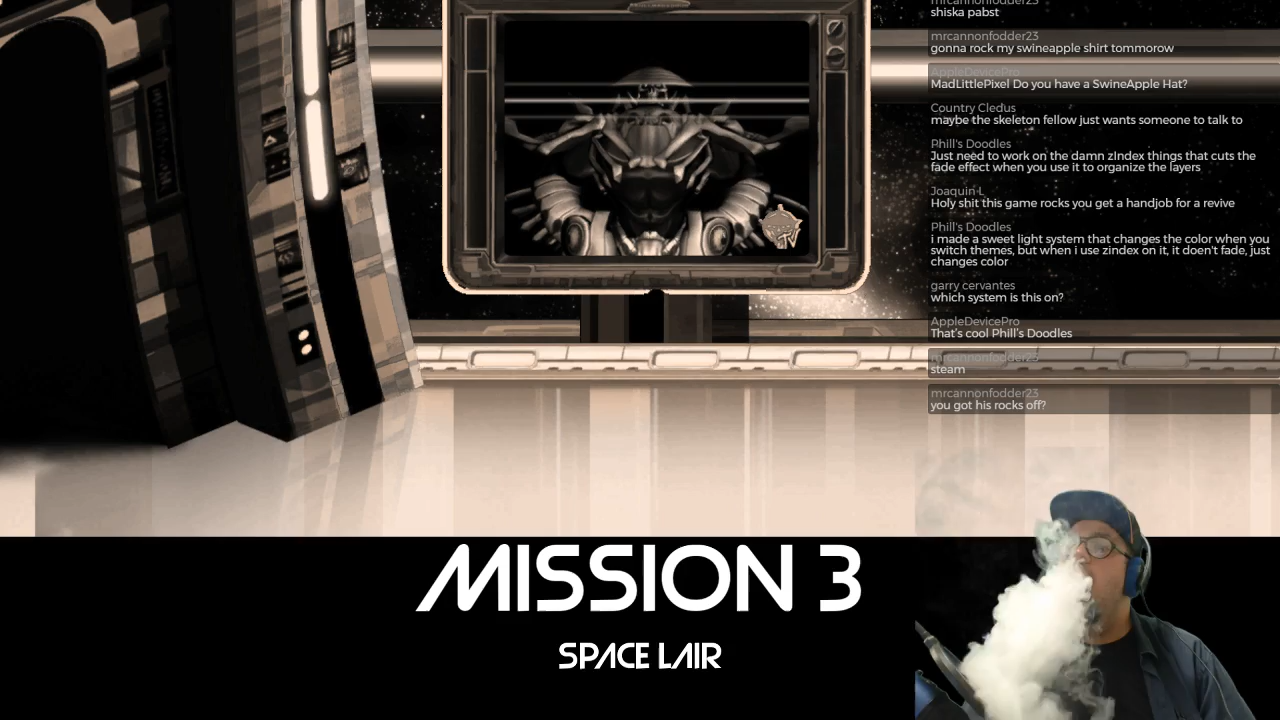 mrcannonfodder23
shiska pabst
mrcannonfodder23
gonna rock my swineapple shirt tommorow
AppleDevicePro
MadLittlePixel Do you have a SwineApple Hat?
Country Cledus
maybe the skeleton fellow just wants someone to talk to
Phill's Doodles
Just need to work on the damn zIndex things that cuts the
fade effect when you use it to organize the layers
Joaquin L
Holy shit this game rocks you get a handjob for a revive
Phill's Doodles
i made a sweet light system that changes the color when you
switch themes, but when i use zindex on it, it doen't fade, just
changes color
garry cervantes
which system is this on?
AppleDevicePro
That's cool Phill's Doodles
mrcannonfodder23
steam
mrcannonfodder23
you got his rocks off?
TV
MISSION 3
SPACE LAIR